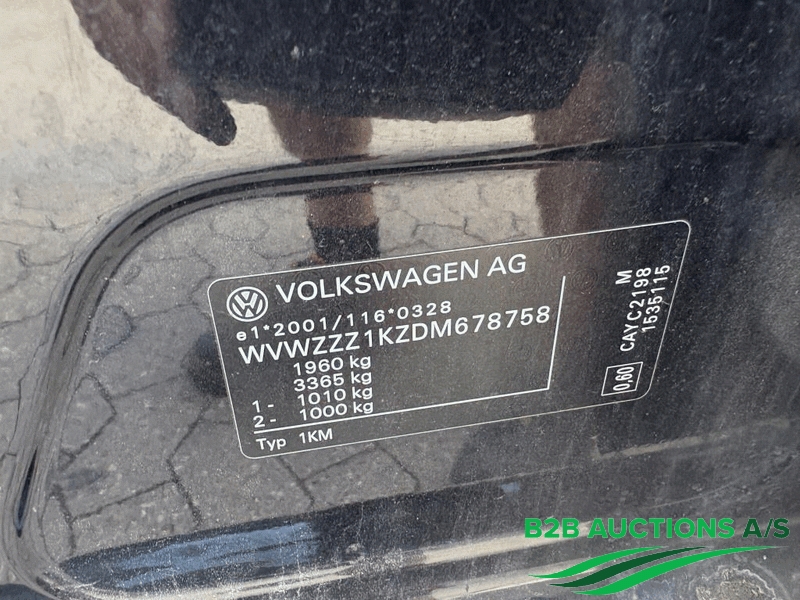 VOLKSWAGEN AG
e1*2001/116*0328
WVWZZZ1KZDM678758
1960 kg
3365 kg
1 - 1010 kg
2 - 1000 kg
Typ 1KM
M
CAYC2198
1535115
0.60
B2B AUCTIONS A/S